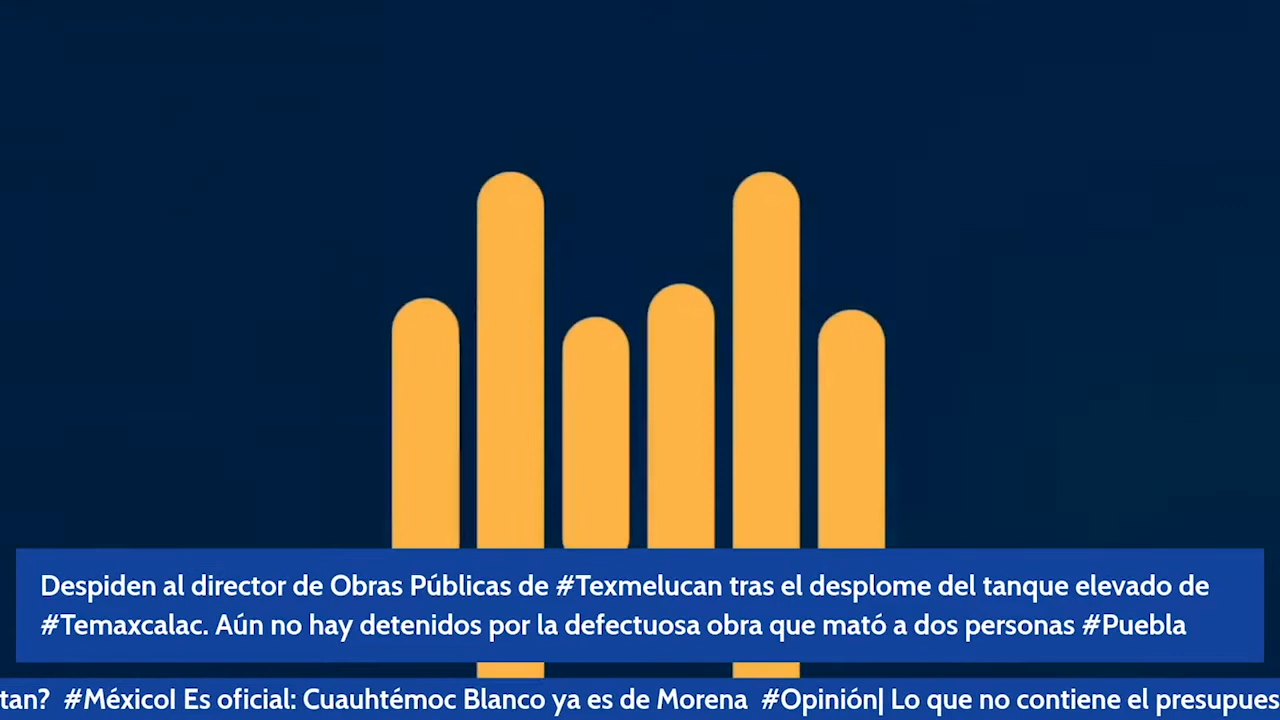 Despiden al director de Obras Públicas de #Texmelucan tras el desplome del tanque elevado de
#Temaxcalac. Aún no hay detenidos por la defectuosa obra que mató a dos personas #Puebla
tan? #MéxicoI Es oficial: Cuauhtémoc Blanco ya es de Morena #Opinión| Lo que no contiene el presupues